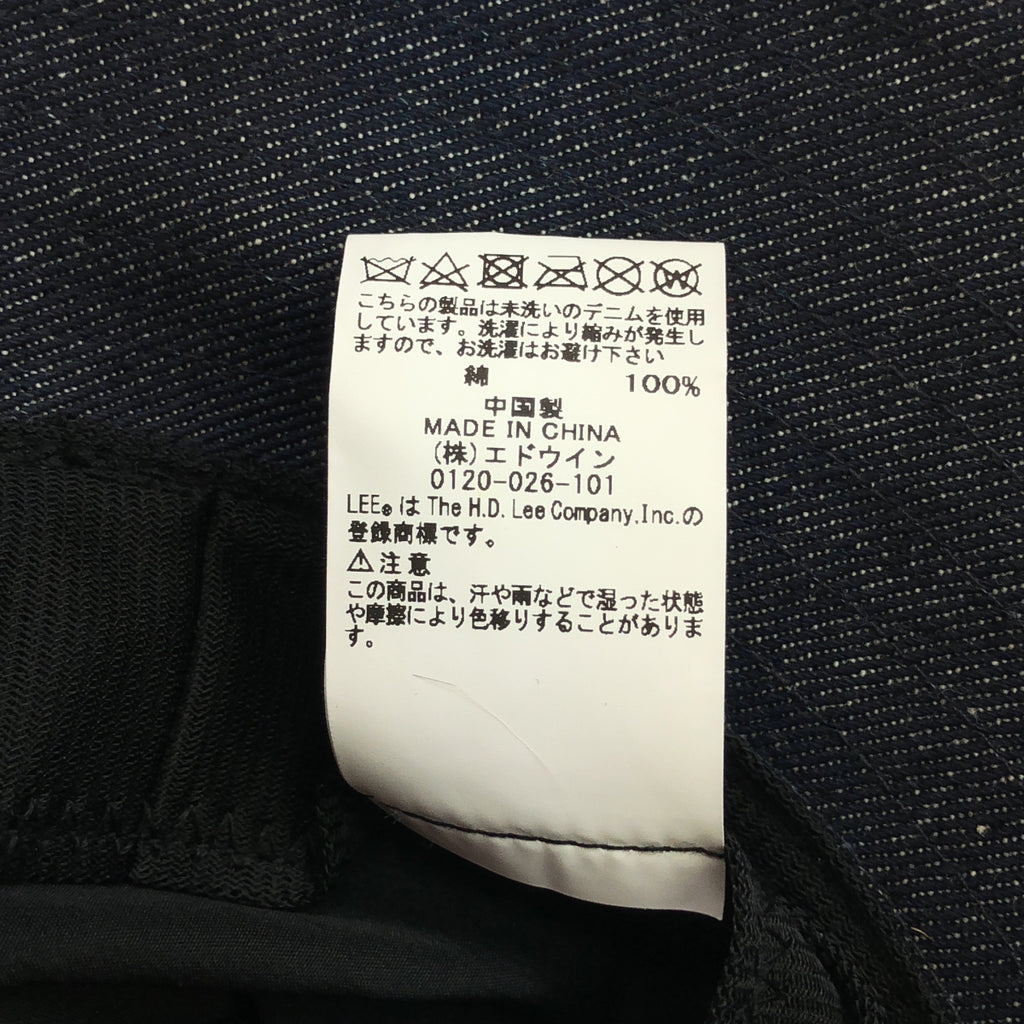 こちらの製品は未洗いのデニムを使用
しています。洗濯により縮みが発生し
ますので、お洗濯はお避け下さい
綿 100%
中国製
MADE IN CHINA
(株)エドウイン
0120-026-101
LEE® は The H.D. Lee Company,Inc.の
登録商標です。
⚠注意
この商品は、汗や雨などで湿った状態
や摩擦により色移りすることがありま
す。